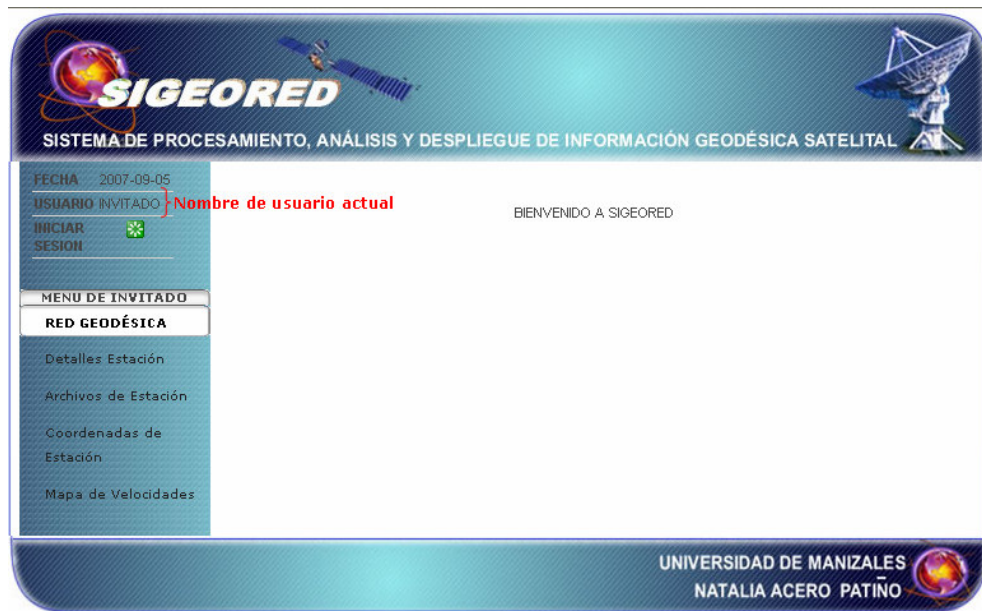 SIGEORED
SISTEMA DE PROCESAMIENTO, ANÁLISIS Y DESPLIEGUE DE INFORMACIÓN GEODÉSICA SATELITAL
FECHA 2007-09-05
USUARIO INVITADO Nombre de usuario actual
INICIAR
SESION
BIENVENIDO A SIGEORED
MENU DE INVITADO
RED GEODÉSICA
Detalles Estación
Archivos de Estación
Coordenadas de
Estación
Mapa de Velocidades
UNIVERSIDAD DE MANIZALES
NATALIA ACERO PATIÑO